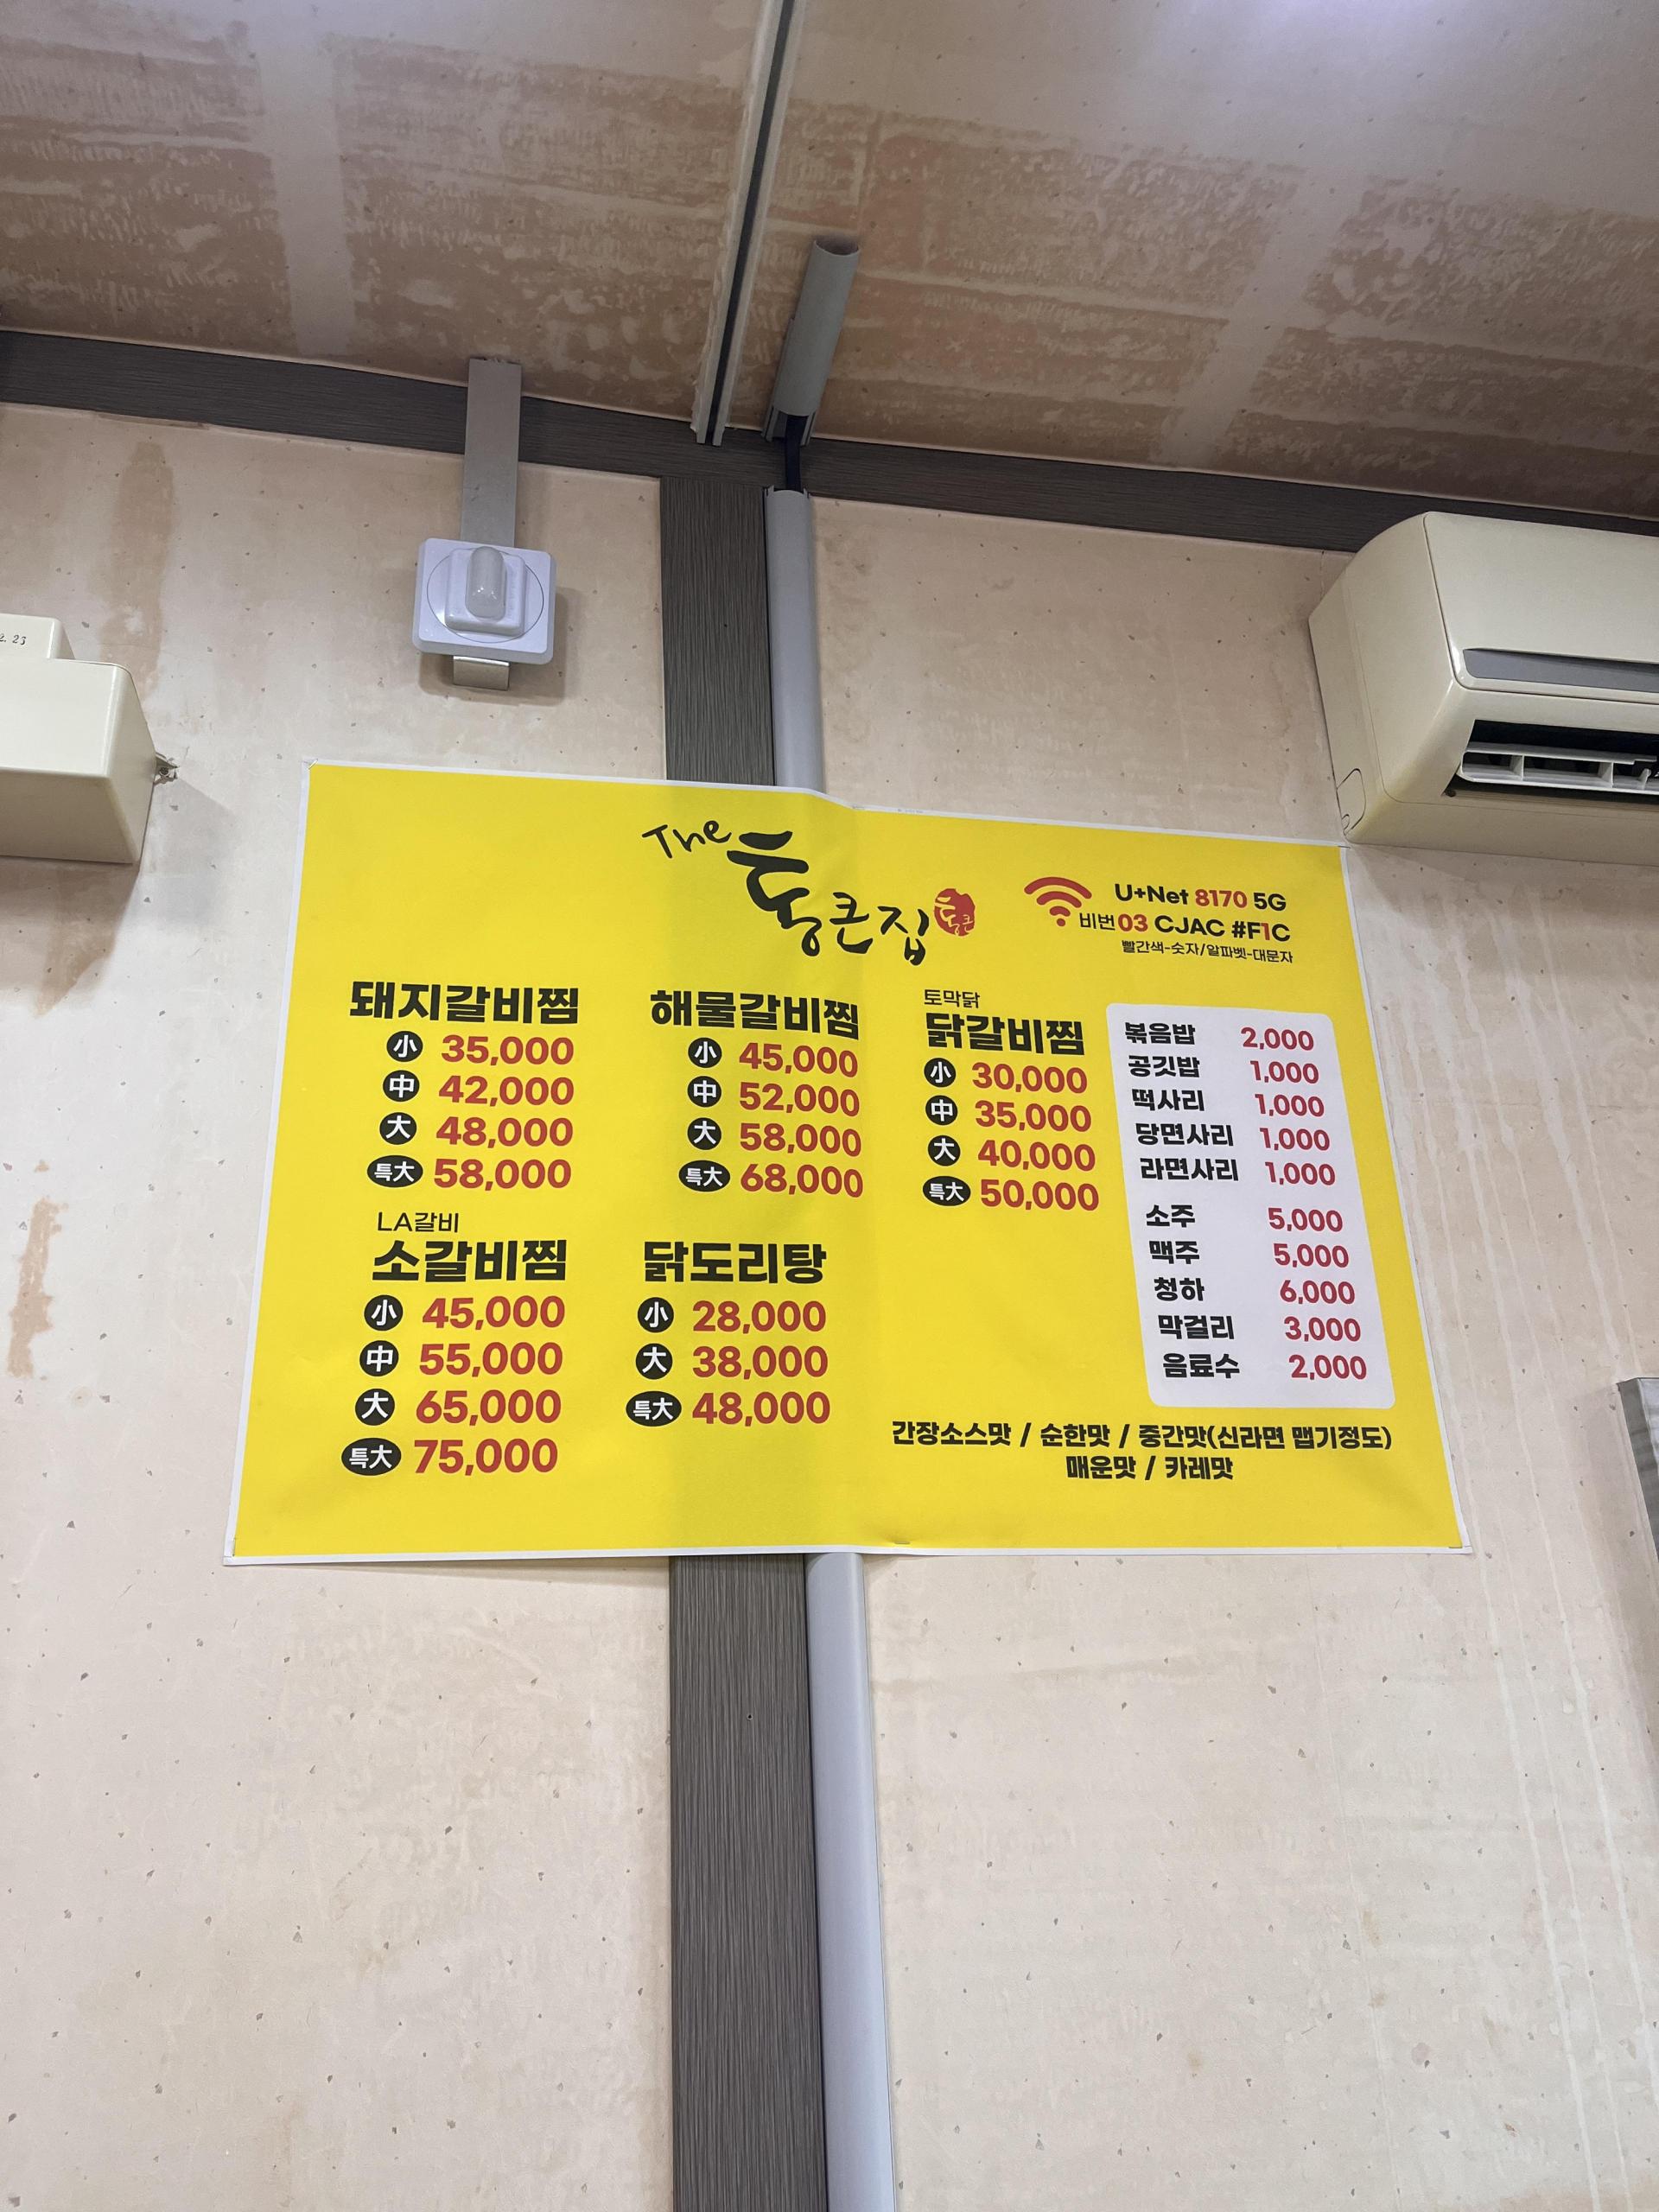 The 통큰집 통큰
U+Net 8170 5G
비번 03 CJAC #F1C
빨간색-숫자/알파벳-대문자
돼지갈비찜
小 35,000
中 42,000
大 48,000
특大 58,000
해물갈비찜
小 45,000
中 52,000
大 58,000
특大 68,000
토막닭
닭갈비찜
小 30,000
中 35,000
大 40,000
특大 50,000
LA갈비
소갈비찜
小 45,000
中 55,000
大 65,000
특大 75,000
닭도리탕
小 28,000
大 38,000
특大 48,000
볶음밥 2,000
공깃밥 1,000
떡사리 1,000
당면사리 1,000
라면사리 1,000
소주 5,000
맥주 5,000
청하 6,000
막걸리 3,000
음료수 2,000
간장소스맛 / 순한맛 / 중간맛(신라면 맵기정도)
매운맛 / 카레맛